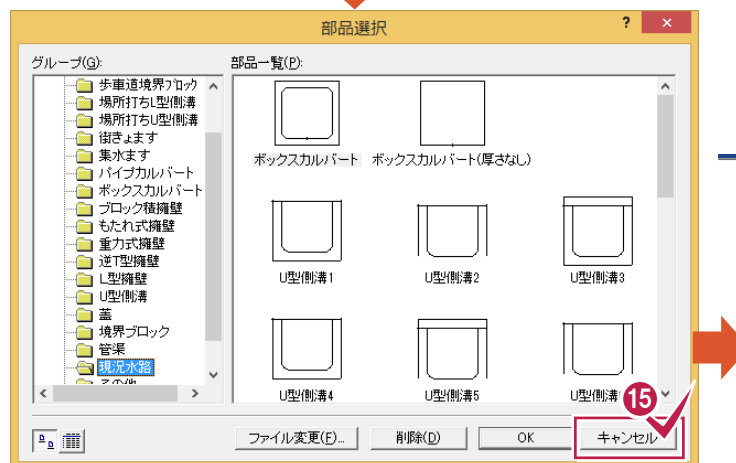 部品選択
? ×
グループ(G):
部品一覧(P):
歩車道境界ブロック
場所打ちL型側溝
場所打ちU型側溝
街きょます
集水ます
パイプカルバート
ボックスカルバート
ブロック積擁壁
もたれ式擁壁
重力式擁壁
逆T型擁壁
L型擁壁
U型側溝
蓋
境界ブロック
管渠
現況水路
その他
ボックスカルバート
ボックスカルバート(厚さなし)
U型側溝1
U型側溝2
U型側溝3
U型側溝4
U型側溝5
U型側溝
15
ファイル変更(F)...
削除(D)
OK
キャンセル